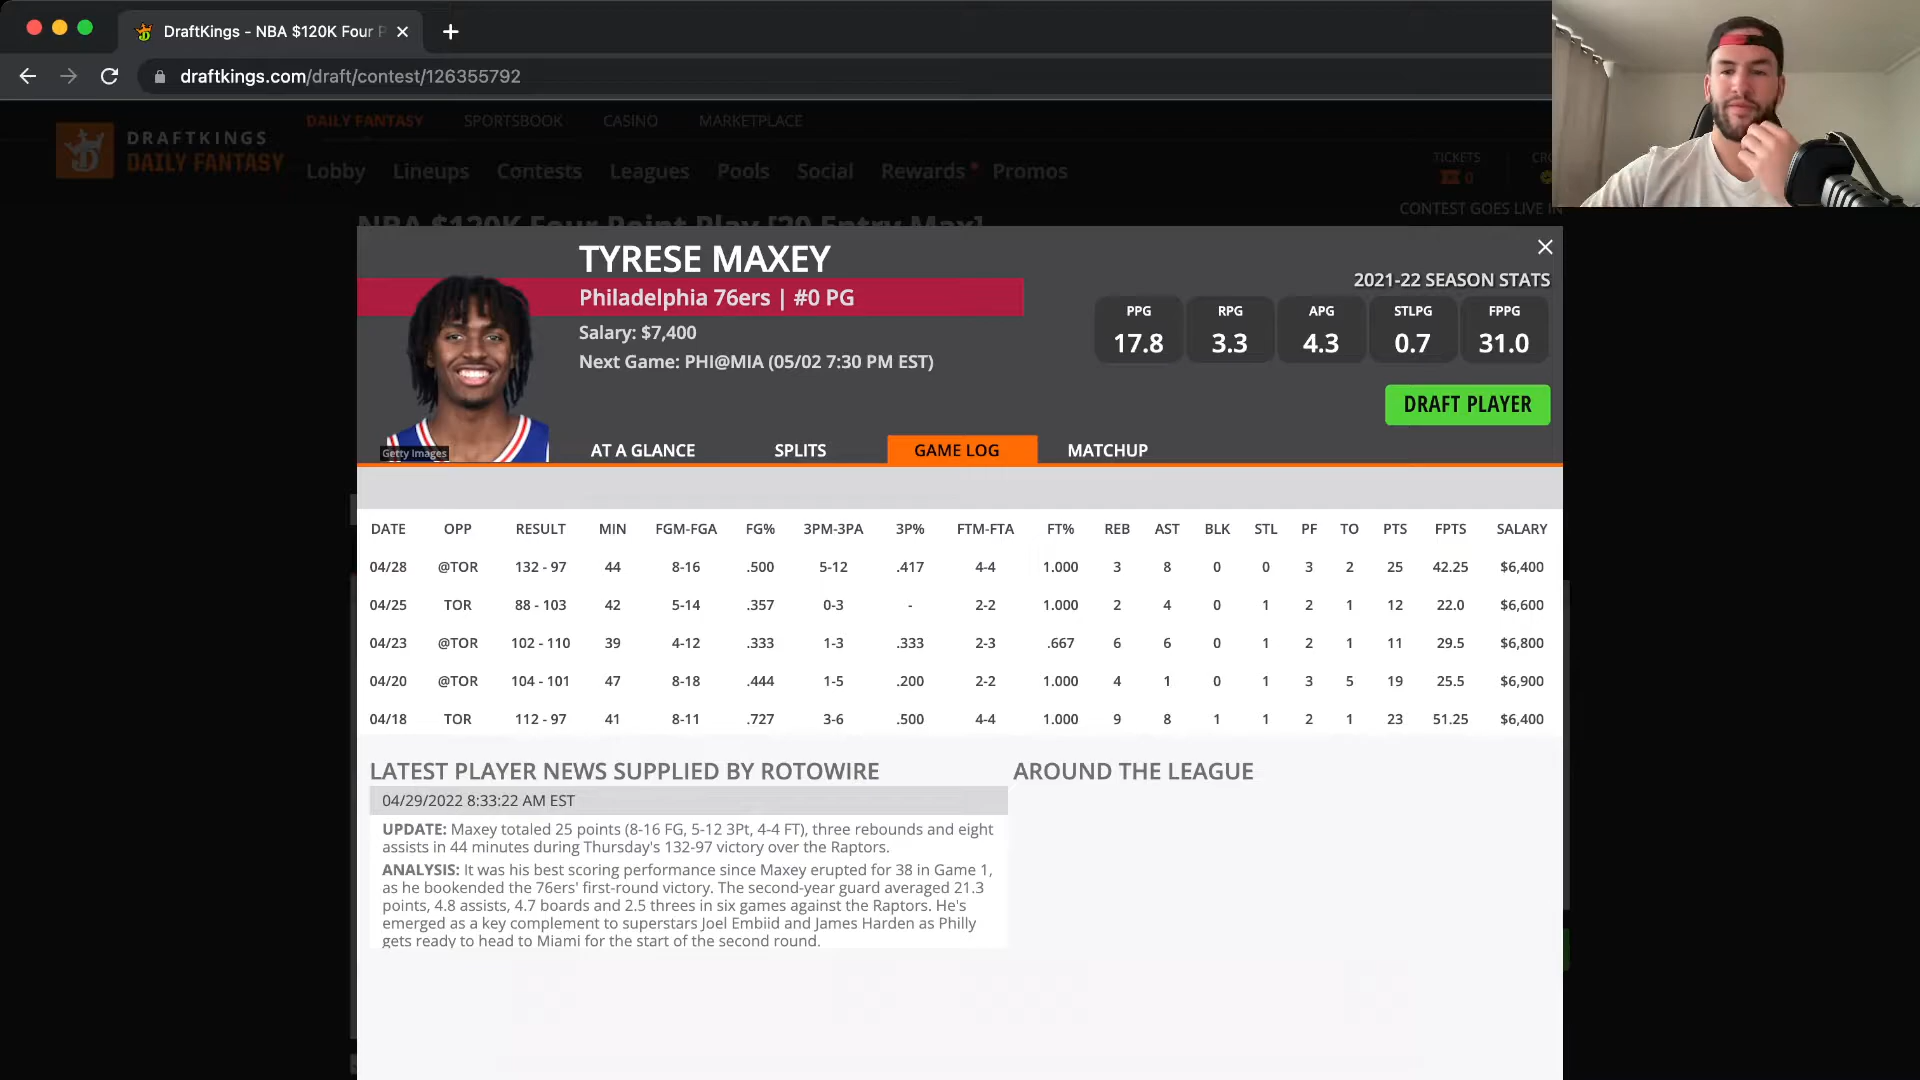 DraftKings - NBA $120K Four P
draftkings.com/draft/contest/126355792
DAILY FANTASY SPORTSBOOK CASINO MARKETPLACE
DRAFTKINGS
DAILY FANTASY
Lobby Lineups Contests Leagues Pools Social Rewards Promos
TICKETS
0
NBA $120K Four Point Play [20 Entry Max]
CONTEST GOES LIVE IN
TYRESE MAXEY
Philadelphia 76ers | #0 PG
Salary: $7,400
Next Game: PHI@MIA (05/02 7:30 PM EST)
2021-22 SEASON STATS
PPG RPG APG STLPG FPPG
17.8 3.3 4.3 0.7 31.0
DRAFT PLAYER
Getty Images
AT A GLANCE SPLITS GAME LOG MATCHUP
DATE OPP RESULT MIN FGM-FGA FG% 3PM-3PA 3P% FTM-FTA FT% REB AST BLK STL PF TO PTS FPTS SALARY
04/28 @TOR 132 - 97 44 8-16 .500 5-12 .417 4-4 1.000 3 8 0 0 3 2 25 42.25 $6,400
04/25 TOR 88 - 103 42 5-14 .357 0-3 - 2-2 1.000 2 4 0 1 2 1 12 22.0 $6,600
04/23 @TOR 102 - 110 39 4-12 .333 1-3 .333 2-3 .667 6 6 0 1 2 1 11 29.5 $6,800
04/20 @TOR 104 - 101 47 8-18 .444 1-5 .200 2-2 1.000 4 1 0 1 3 5 19 25.5 $6,900
04/18 TOR 112 - 97 41 8-11 .727 3-6 .500 4-4 1.000 9 8 1 1 2 1 23 51.25 $6,400
LATEST PLAYER NEWS SUPPLIED BY ROTOWIRE
04/29/2022 8:33:22 AM EST
UPDATE: Maxey totaled 25 points (8-16 FG, 5-12 3Pt, 4-4 FT), three rebounds and eight
assists in 44 minutes during Thursday's 132-97 victory over the Raptors.
ANALYSIS: It was his best scoring performance since Maxey erupted for 38 in Game 1,
as he bookended the 76ers' first-round victory. The second-year guard averaged 21.3
points, 4.8 assists, 4.7 boards and 2.5 threes in six games against the Raptors. He's
emerged as a key complement to superstars Joel Embiid and James Harden as Philly
gets ready to head to Miami for the start of the second round.
AROUND THE LEAGUE